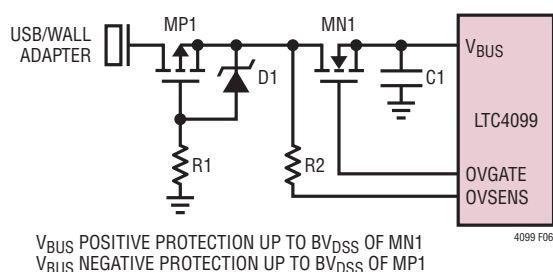 USB/WALL
ADAPTER
MP1
MN1
D1
C1
R1
R2
VBUS
LTC4099
OVGATE
OVSENS
4099 F06
VBUS POSITIVE PROTECTION UP TO BVDSS OF MN1
VBUS NEGATIVE PROTECTION UP TO BVDSS OF MP1